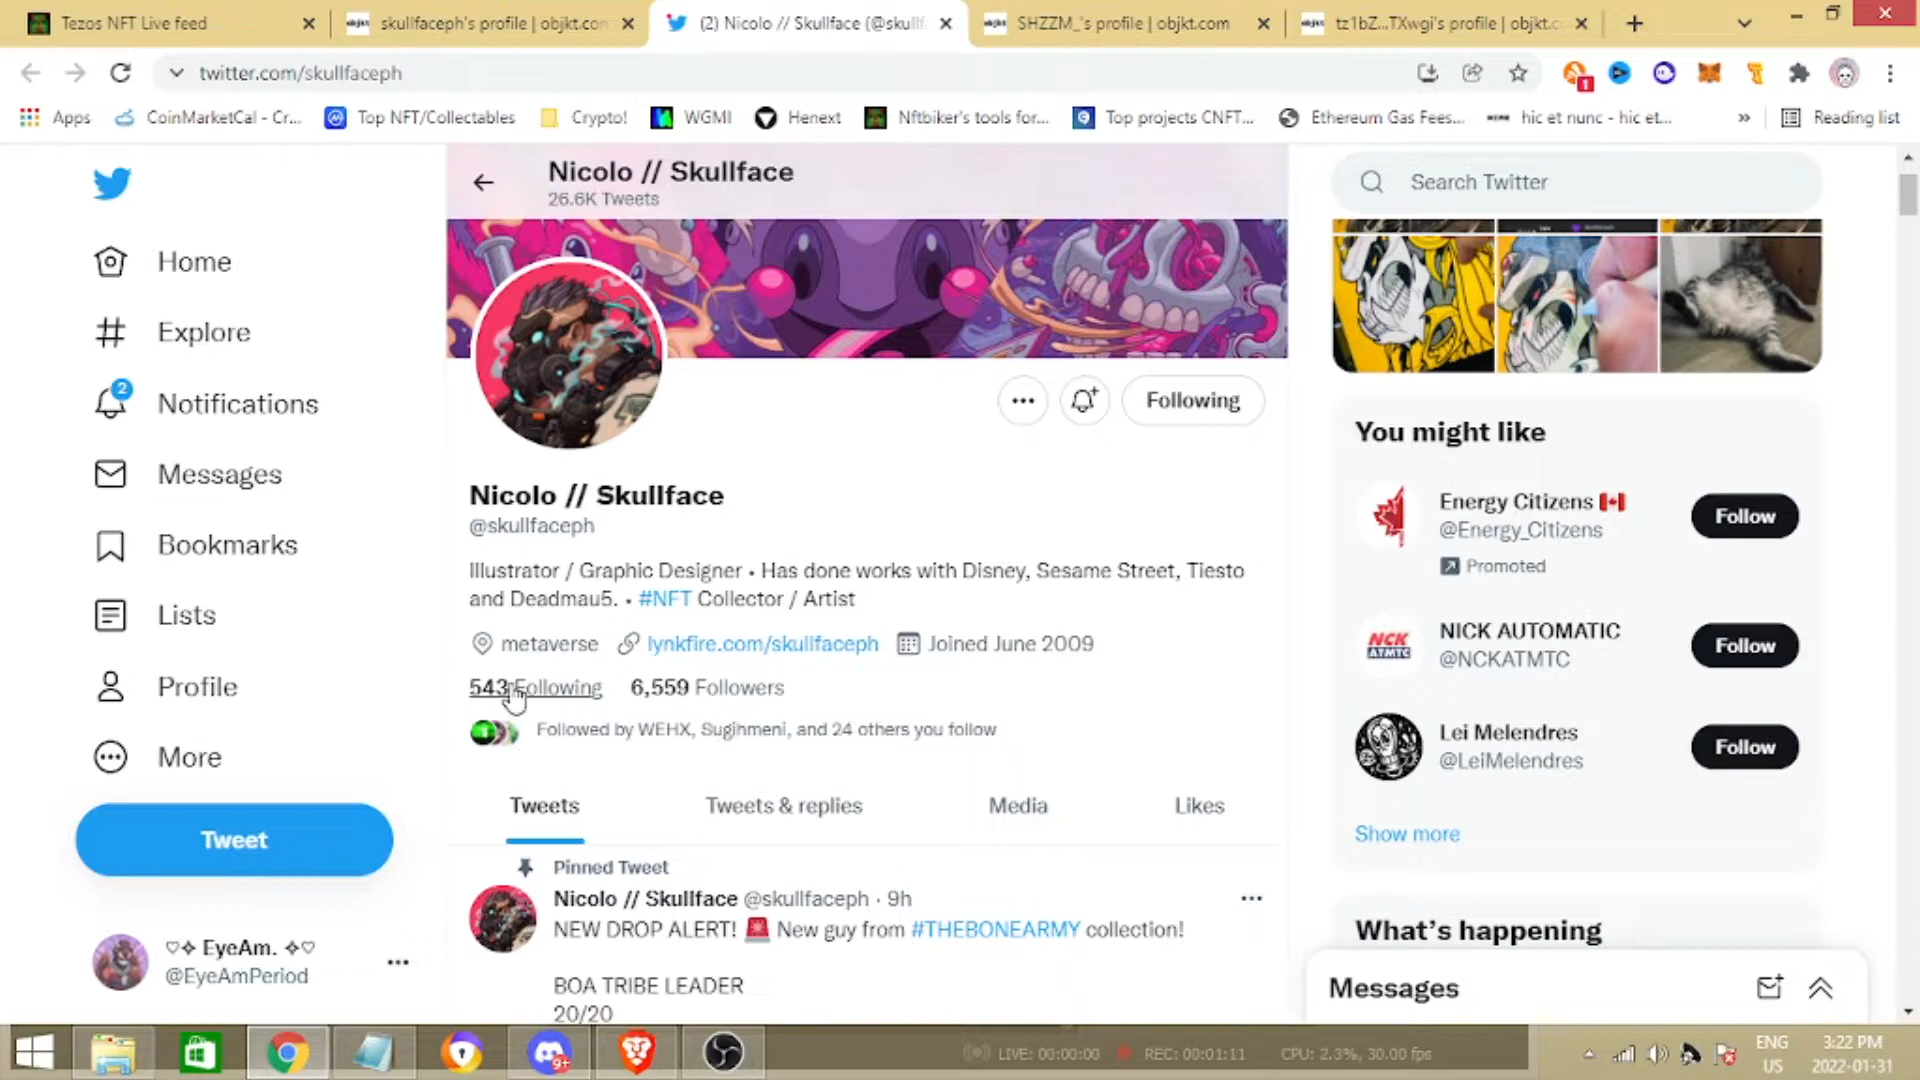 Tezos NFT Live feed
skullfaceph's profile | objkt.com
(2) Nicolo // Skullface (@skullf
SHZZM_'s profile | objkt.com
tz1bZ...TXwgi's profile | objkt.c
twitter.com/skullfaceph
1
Apps
CoinMarketCal - Cr...
Top NFT/Collectables
Crypto!
WGMI
Henext
Nftbiker's tools for...
Top projects CNFT...
Ethereum Gas Fees...
hic et nunc - hic et...
»
Reading list
Home
Explore
2
Notifications
Messages
Bookmarks
Lists
Profile
More
Tweet
♡✧ EyeAm. ✧♡
@EyeAmPeriod
Nicolo // Skullface
26.6K Tweets
Following
Nicolo // Skullface
@skullfaceph
Illustrator / Graphic Designer • Has done works with Disney, Sesame Street, Tiesto
and Deadmau5. • #NFT Collector / Artist
metaverse lynkfire.com/skullfaceph Joined June 2009
543 Following 6,559 Followers
Followed by WEHX, Sugihmeni, and 24 others you follow
Tweets
Tweets & replies
Media
Likes
Pinned Tweet
Nicolo // Skullface @skullfaceph · 9h
NEW DROP ALERT! 🚨 New guy from #THEBONEARMY collection!
BOA TRIBE LEADER
20/20
Search Twitter
You might like
Energy Citizens 🇨🇦
@Energy_Citizens
Promoted
Follow
NCK
ATMTC
NICK AUTOMATIC
@NCKATMTC
Follow
Lei Melendres
@LeiMelendres
Follow
Show more
What's happening
Messages
9+
LIVE: 00:00:00
REC: 00:01:11
CPU: 2.3%, 30.00 fps
ENG
US
3:22 PM
2022-01-31